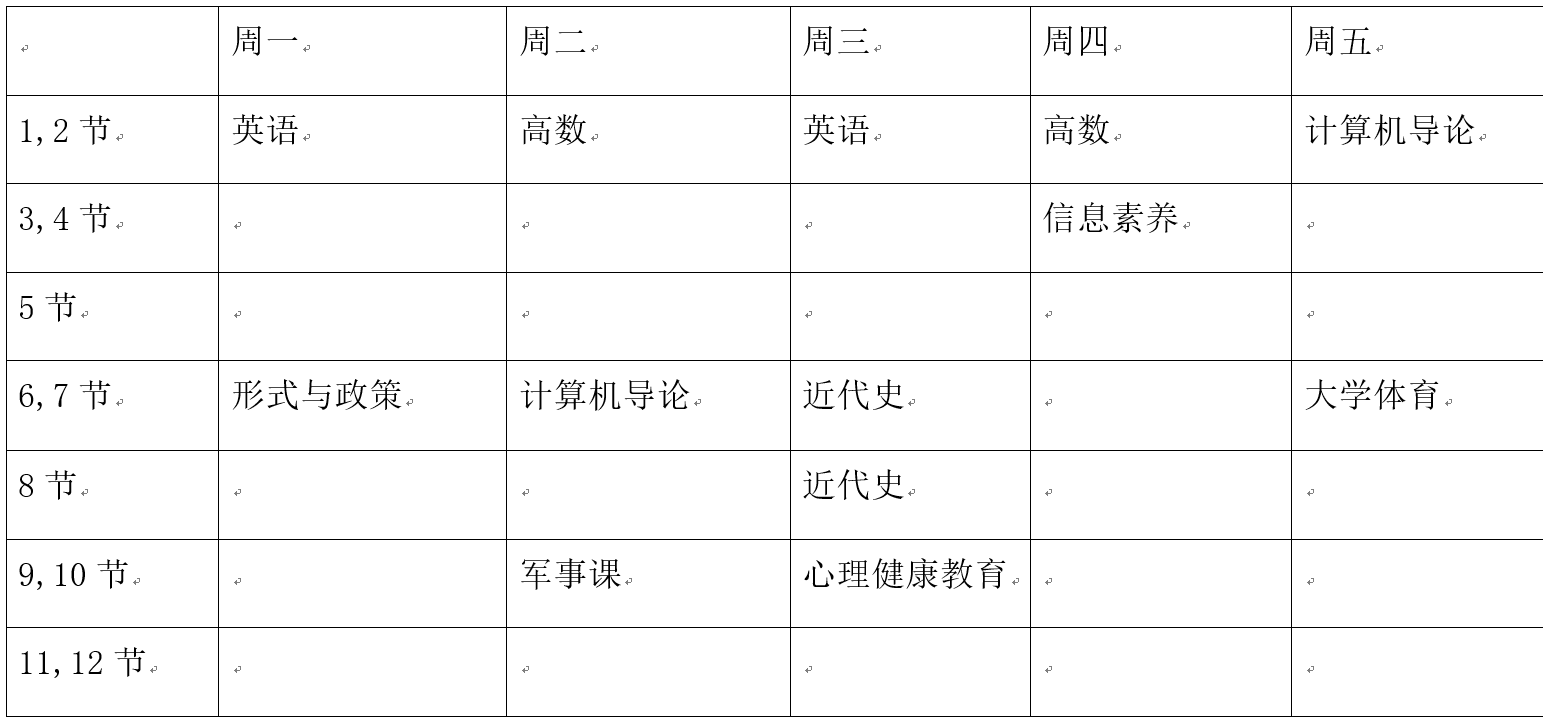 周一 周二 周三 周四 周五
1,2 节 英语 高数 英语 高数 计算机导论
3,4 节 信息素养
5 节
6,7 节 形式与政策 计算机导论 近代史 大学体育
8 节 近代史
9,10 节 军事课 心理健康教育
11,12 节